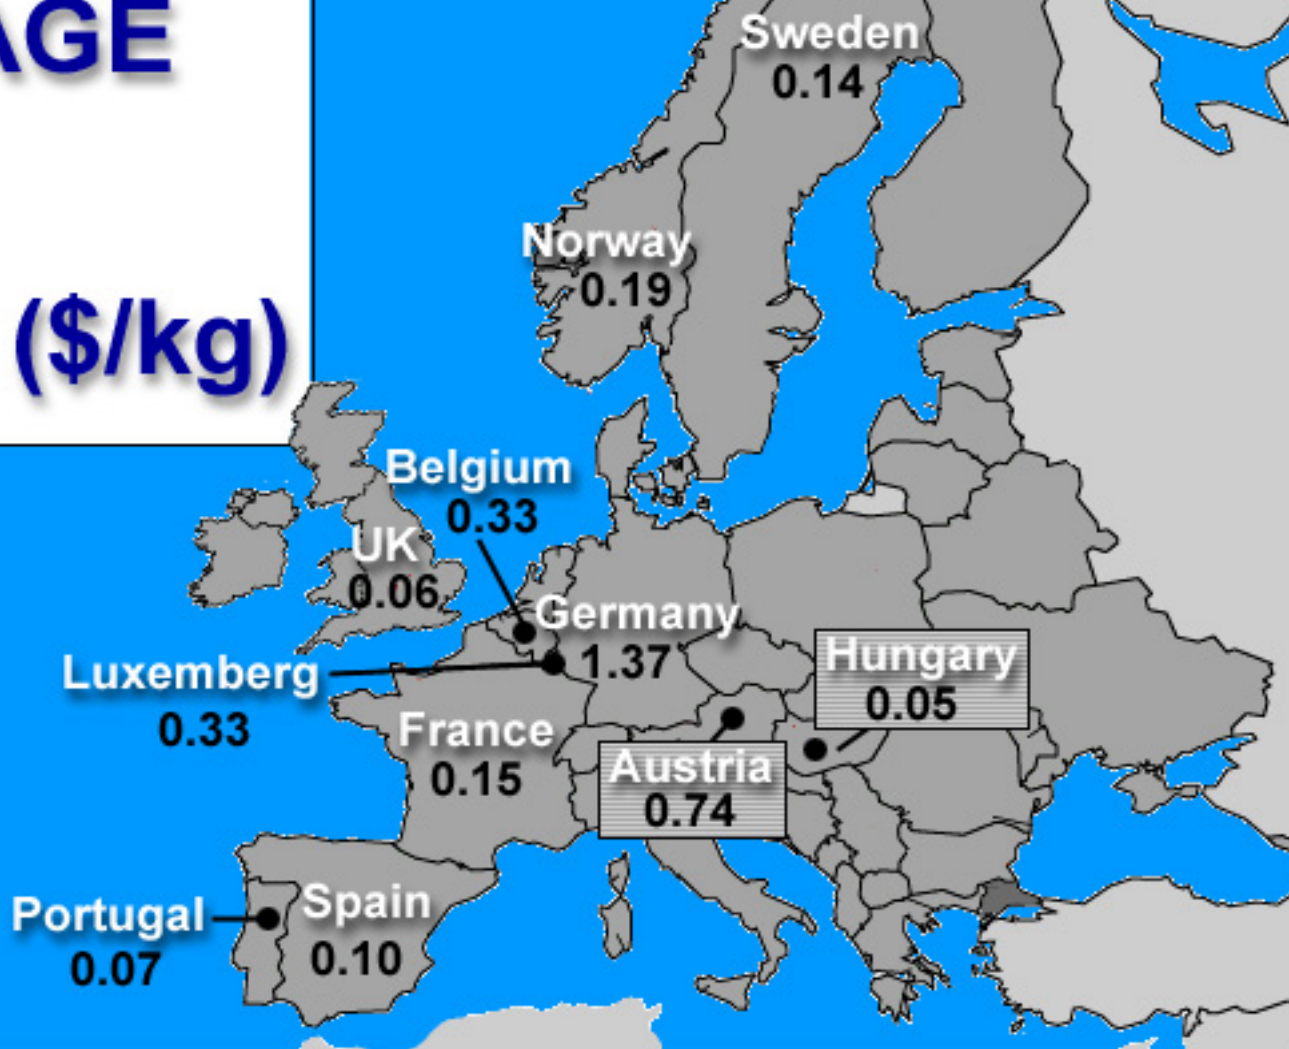 AGE
($/kg)
Sweden
0.14
Norway
0.19
Belgium
0.33
UK
0.06
Germany
1.37
Luxemberg
0.33
Hungary
0.05
France
0.15
Austria
0.74
Portugal
0.07
Spain
0.10